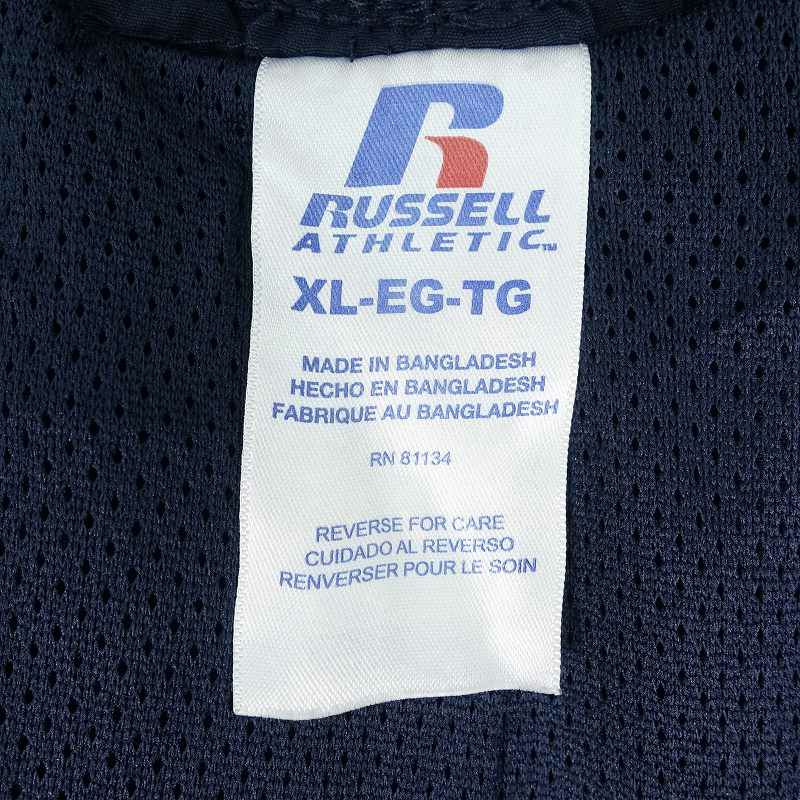 RUSSELL
ATHLETIC™
XL-EG-TG
MADE IN BANGLADESH
HECHO EN BANGLADESH
FABRIQUE AU BANGLADESH
RN 81134
REVERSE FOR CARE
CUIDADO AL REVERSO
RENVERSER POUR LE SOIN